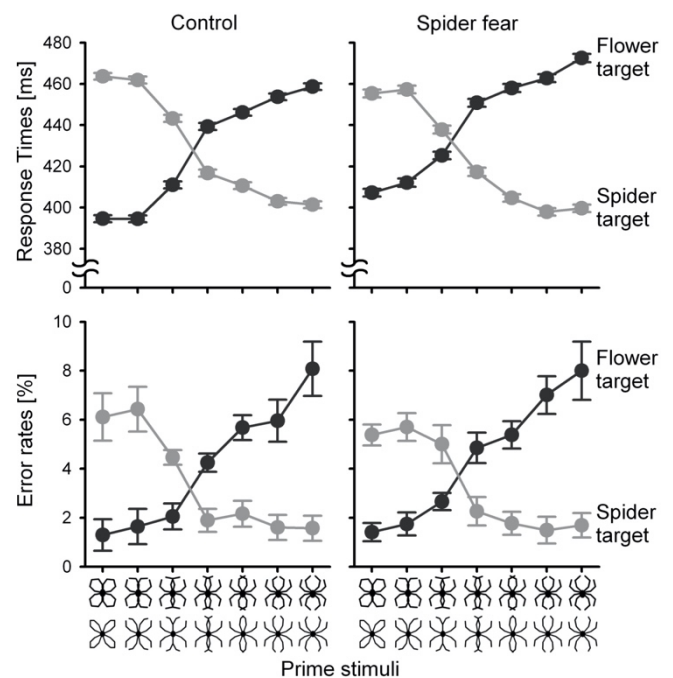 Control
Spider fear
Response Times [ms]
480
460
440
420
400
380
0
Flower
target
Spider
target
Error rates [%]
10
8
6
4
2
0
Flower
target
Spider
target
Prime stimuli